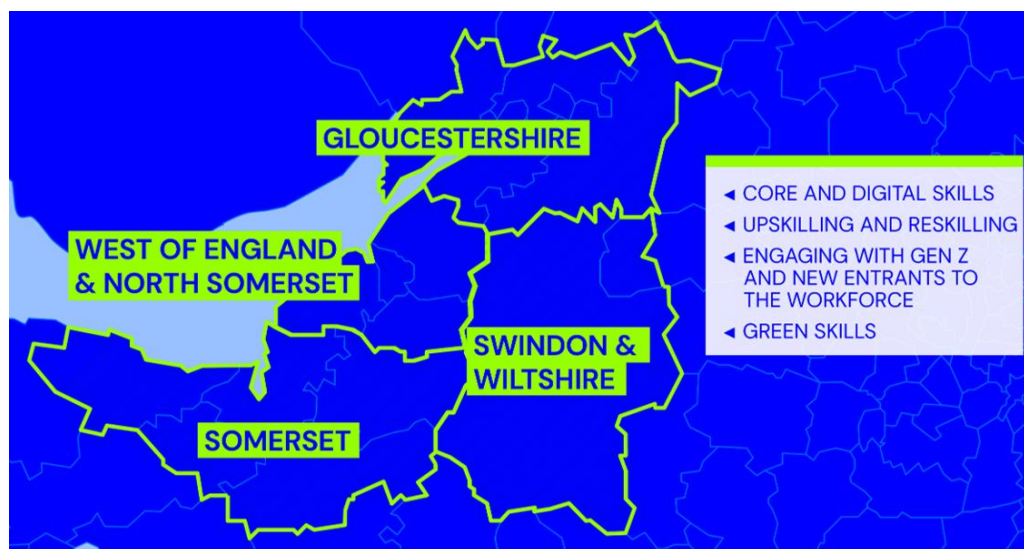 GLOUCESTERSHIRE
WEST OF ENGLAND
& NORTH SOMERSET
SWINDON &
WILTSHIRE
SOMERSET
◄ CORE AND DIGITAL SKILLS
◄ UPSKILLING AND RESKILLING
◄ ENGAGING WITH GEN Z
AND NEW ENTRANTS TO
THE WORKFORCE
◄ GREEN SKILLS